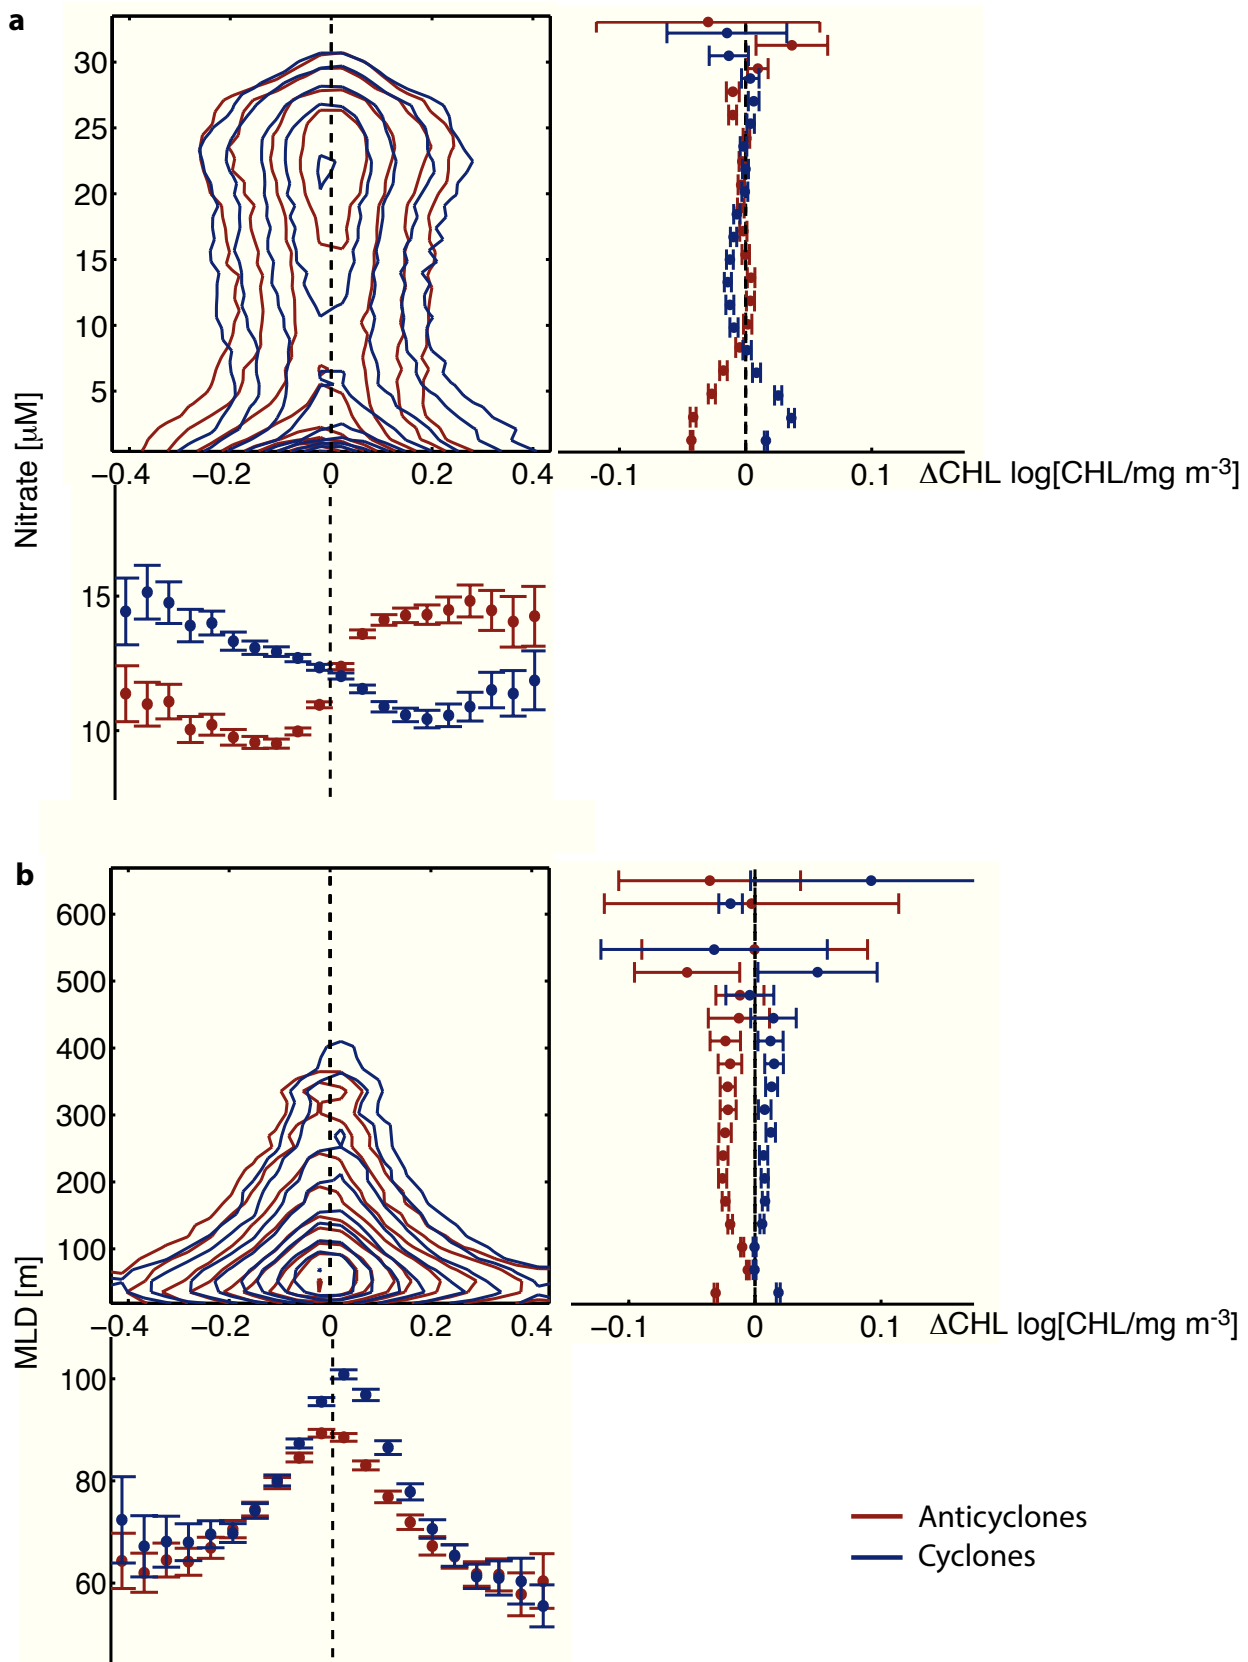 a
30
25
20
15
10
5
−0.4 −0.2 0 0.2 0.4
-0.1 0 0.1 ΔCHL log[CHL/mg m-3]
Nitrate [µM]
15
10
b
600
500
400
300
200
100
−0.4 −0.2 0 0.2 0.4
−0.1 0 0.1 ΔCHL log[CHL/mg m-3]
MLD [m]
100
80
60
Anticyclones
Cyclones